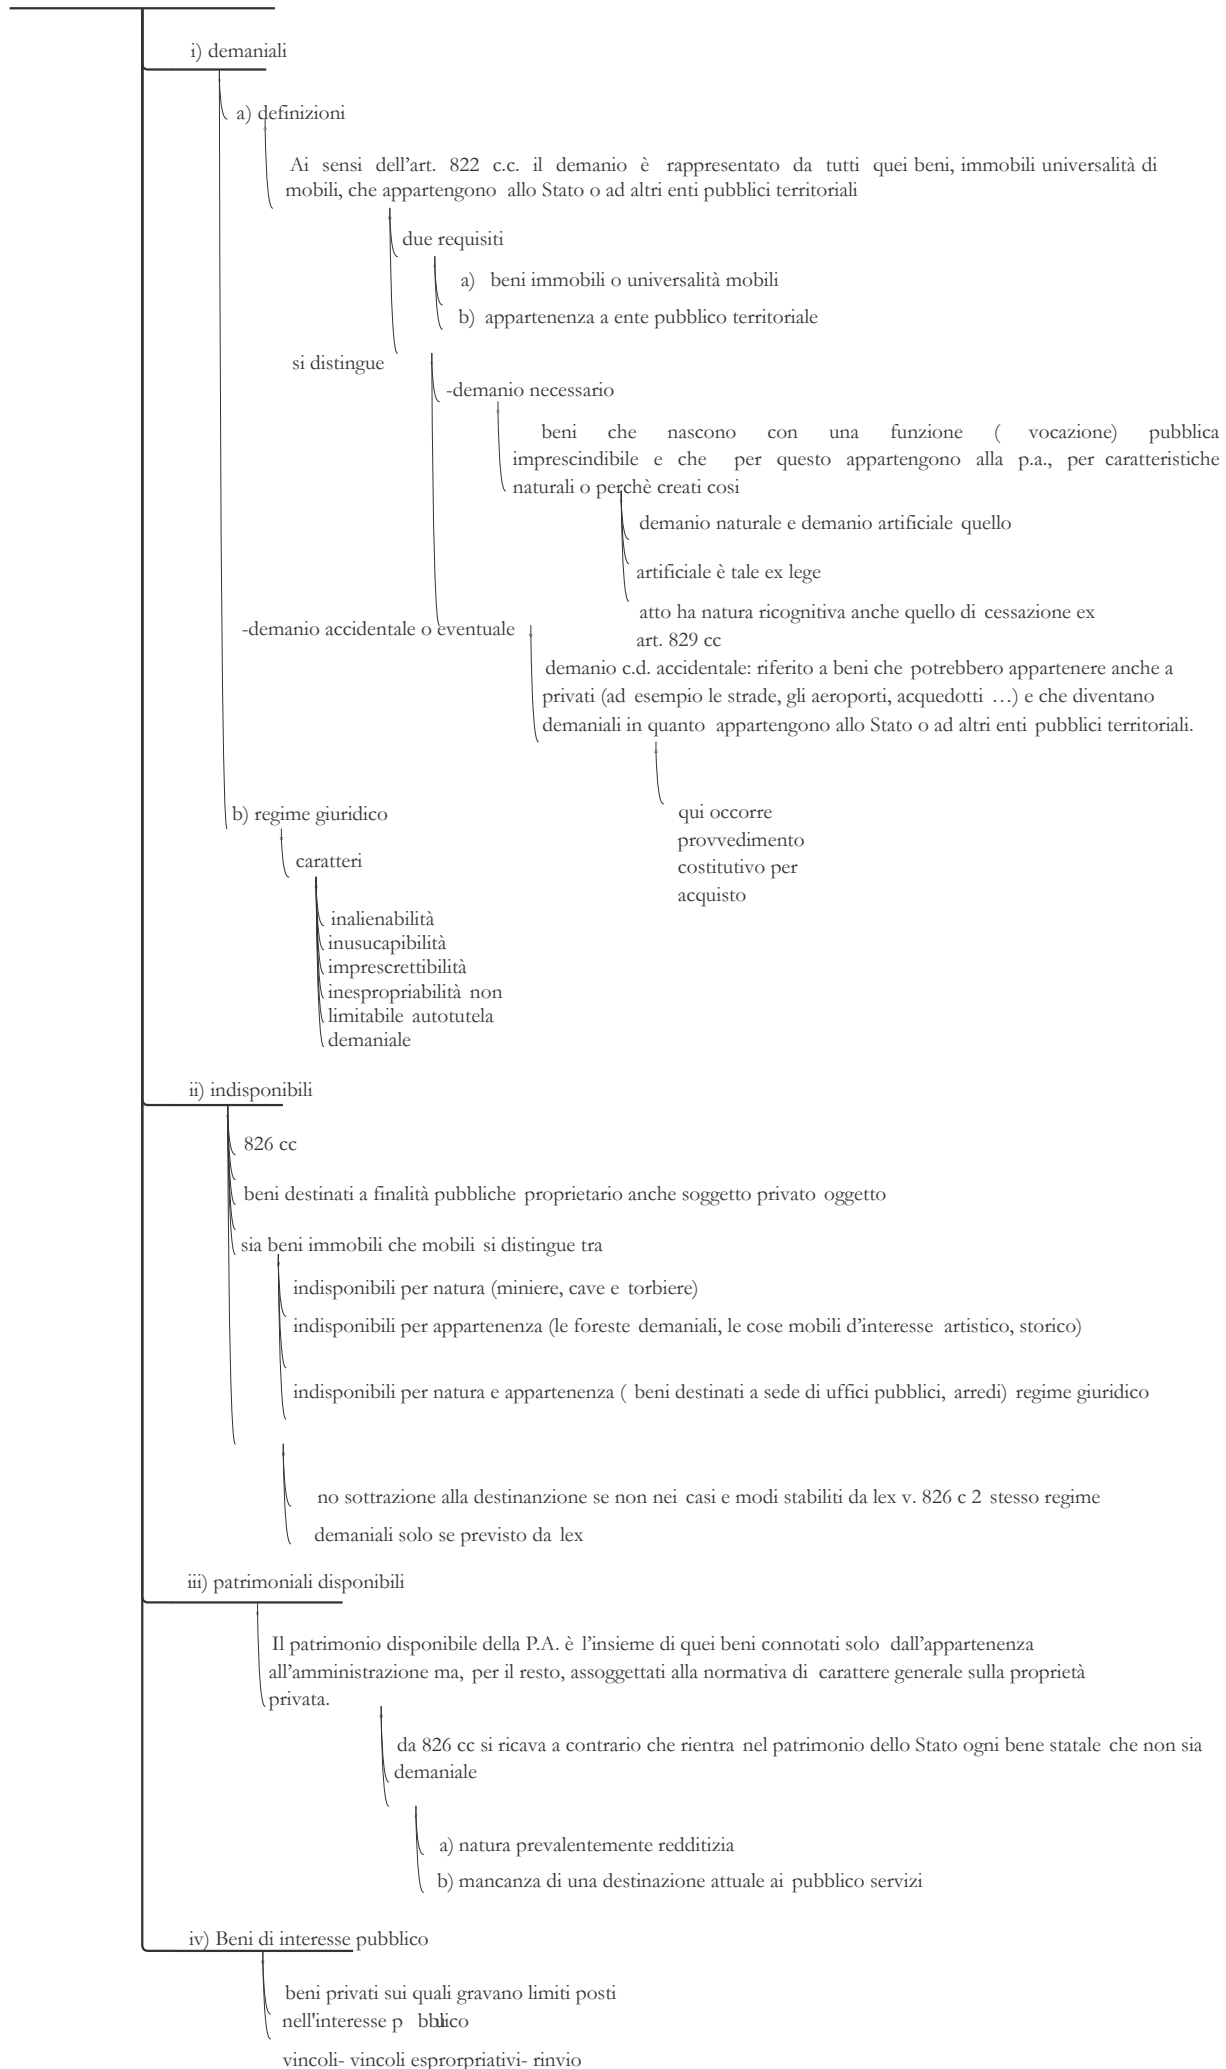 i) demaniali
a) definizioni
Ai sensi dell’art. 822 c.c. il demanio è rappresentato da tutti quei beni, immobili universalità di
mobili, che appartengono allo Stato o ad altri enti pubblici territoriali
due requisiti
a) beni immobili o universalità mobili
b) appartenenza a ente pubblico territoriale
si distingue
-demanio necessario
beni che nascono con una funzione ( vocazione) pubblica
imprescindibile e che per questo appartengono alla p.a., per caratteristiche
naturali o perchè creati cosi
demanio naturale e demanio artificiale quello
artificiale è tale ex lege
atto ha natura ricognitiva anche quello di cessazione ex
art. 829 cc
-demanio accidentale o eventuale
demanio c.d. accidentale: riferito a beni che potrebbero appartenere anche a
privati (ad esempio le strade, gli aeroporti, acquedotti …) e che diventano
demaniali in quanto appartengono allo Stato o ad altri enti pubblici territoriali.
qui occorre
provvedimento
costitutivo per
acquisto
b) regime giuridico
caratteri
inalienabilità
inusucapibilità
imprescrettibilità
inespropriabilità non
limitabile autotutela
demaniale
ii) indisponibili
826 cc
beni destinati a finalità pubbliche proprietario anche soggetto privato oggetto
sia beni immobili che mobili si distingue tra
indisponibili per natura (miniere, cave e torbiere)
indisponibili per appartenenza (le foreste demaniali, le cose mobili d’interesse artistico, storico)
indisponibili per natura e appartenenza ( beni destinati a sede di uffici pubblici, arredi) regime giuridico
no sottrazione alla destinanzione se non nei casi e modi stabiliti da lex v. 826 c 2 stesso regime
demaniali solo se previsto da lex
iii) patrimoniali disponibili
Il patrimonio disponibile della P.A. è l’insieme di quei beni connotati solo dall’appartenenza
all’amministrazione ma, per il resto, assoggettati alla normativa di carattere generale sulla proprietà
privata.
da 826 cc si ricava a contrario che rientra nel patrimonio dello Stato ogni bene statale che non sia
demaniale
a) natura prevalentemente redditizia
b) mancanza di una destinazione attuale ai pubblico servizi
iv) Beni di interesse pubblico
beni privati sui quali gravano limiti posti
nell'interesse pubblico
vincoli- vincoli esprorpriativi- rinvio